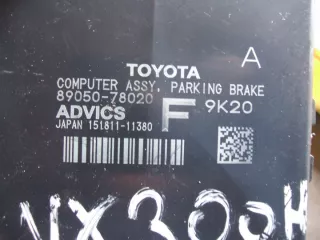 TOYOTA A
COMPUTER ASSY, PARKING BRAKE
89050-78020 F 9K20
ADVICS
JAPAN 151811-11380
NX300H